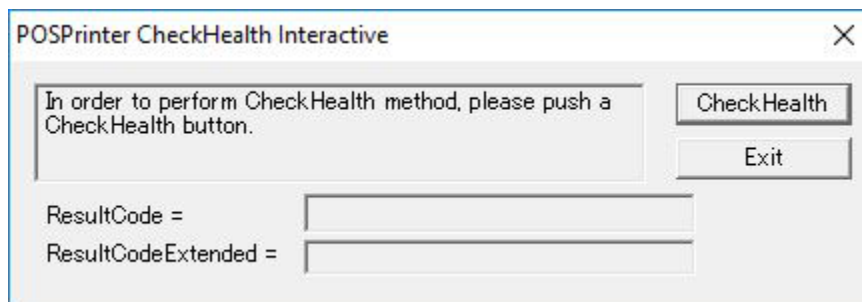 POSPrinter CheckHealth Interactive
In order to perform CheckHealth method, please push a
CheckHealth button.
CheckHealth
Exit
ResultCode =
ResultCodeExtended =